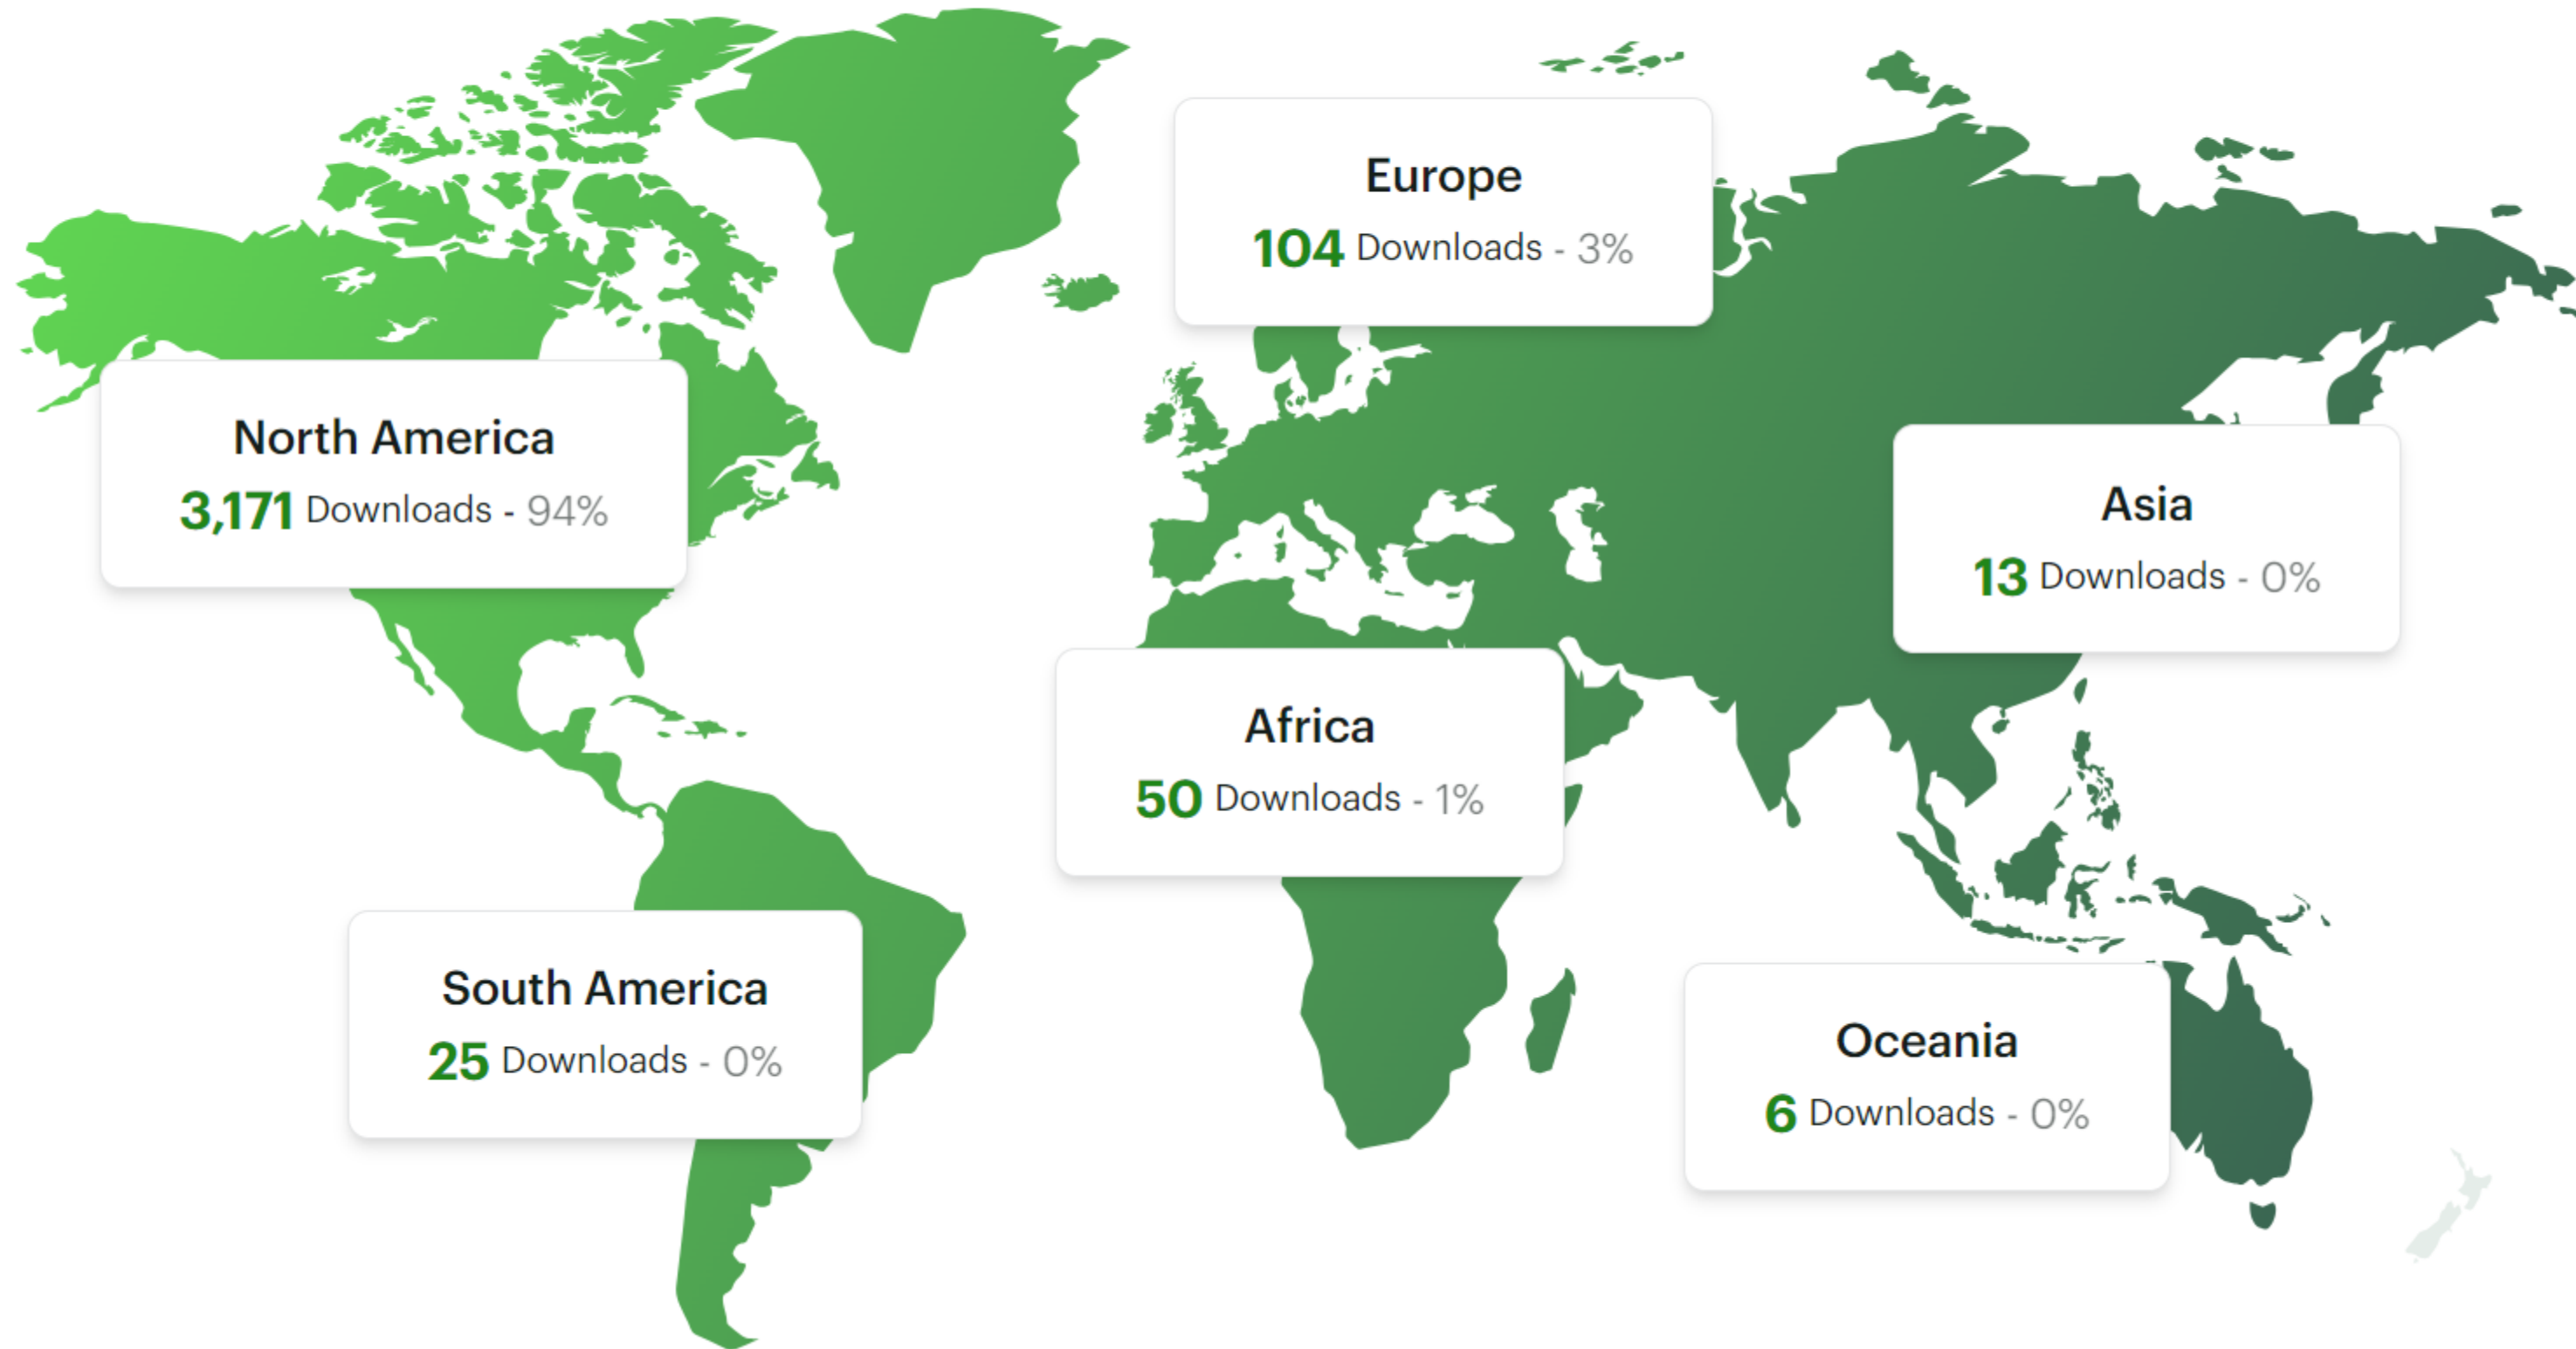 Europe
104 Downloads - 3%
North America
3,171 Downloads - 94%
Asia
13 Downloads - 0%
Africa
50 Downloads - 1%
South America
25 Downloads - 0%
Oceania
6 Downloads - 0%